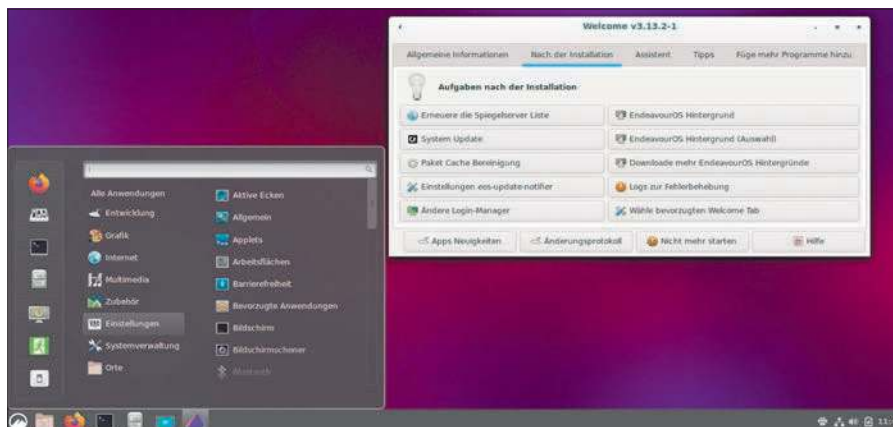 Welcome v3.13.2-1
Allgemeine Informationen Nach der Installation Assistent Tipps Füge mehr Programme hinzu
Aufgaben nach der Installation
Erneuere die Spiegelserver Liste
EndeavourOS Hintergrund
System Update
EndeavourOS Hintergrund (Auswahl)
Paket Cache Bereinigung
Downloade mehr EndeavourOS Hintergründe
Einstellungen eos-update-notifier
Logs zur Fehlerbehebung
Andere Login-Manager
Wähle bevorzugten Welcome Tab
Apps Neuigkeiten Änderungsprotokoll Nicht mehr starten Hilfe
Alle Anwendungen
Entwicklung
Grafik
Internet
Multimedia
Zubehör
Einstellungen
Systemverwaltung
Orte
Aktive Ecken
Allgemein
Applets
Arbeitsflächen
Barrierefreiheit
Bevorzugte Anwendungen
Bildschirm
Bildschirmschoner
Bluetooth